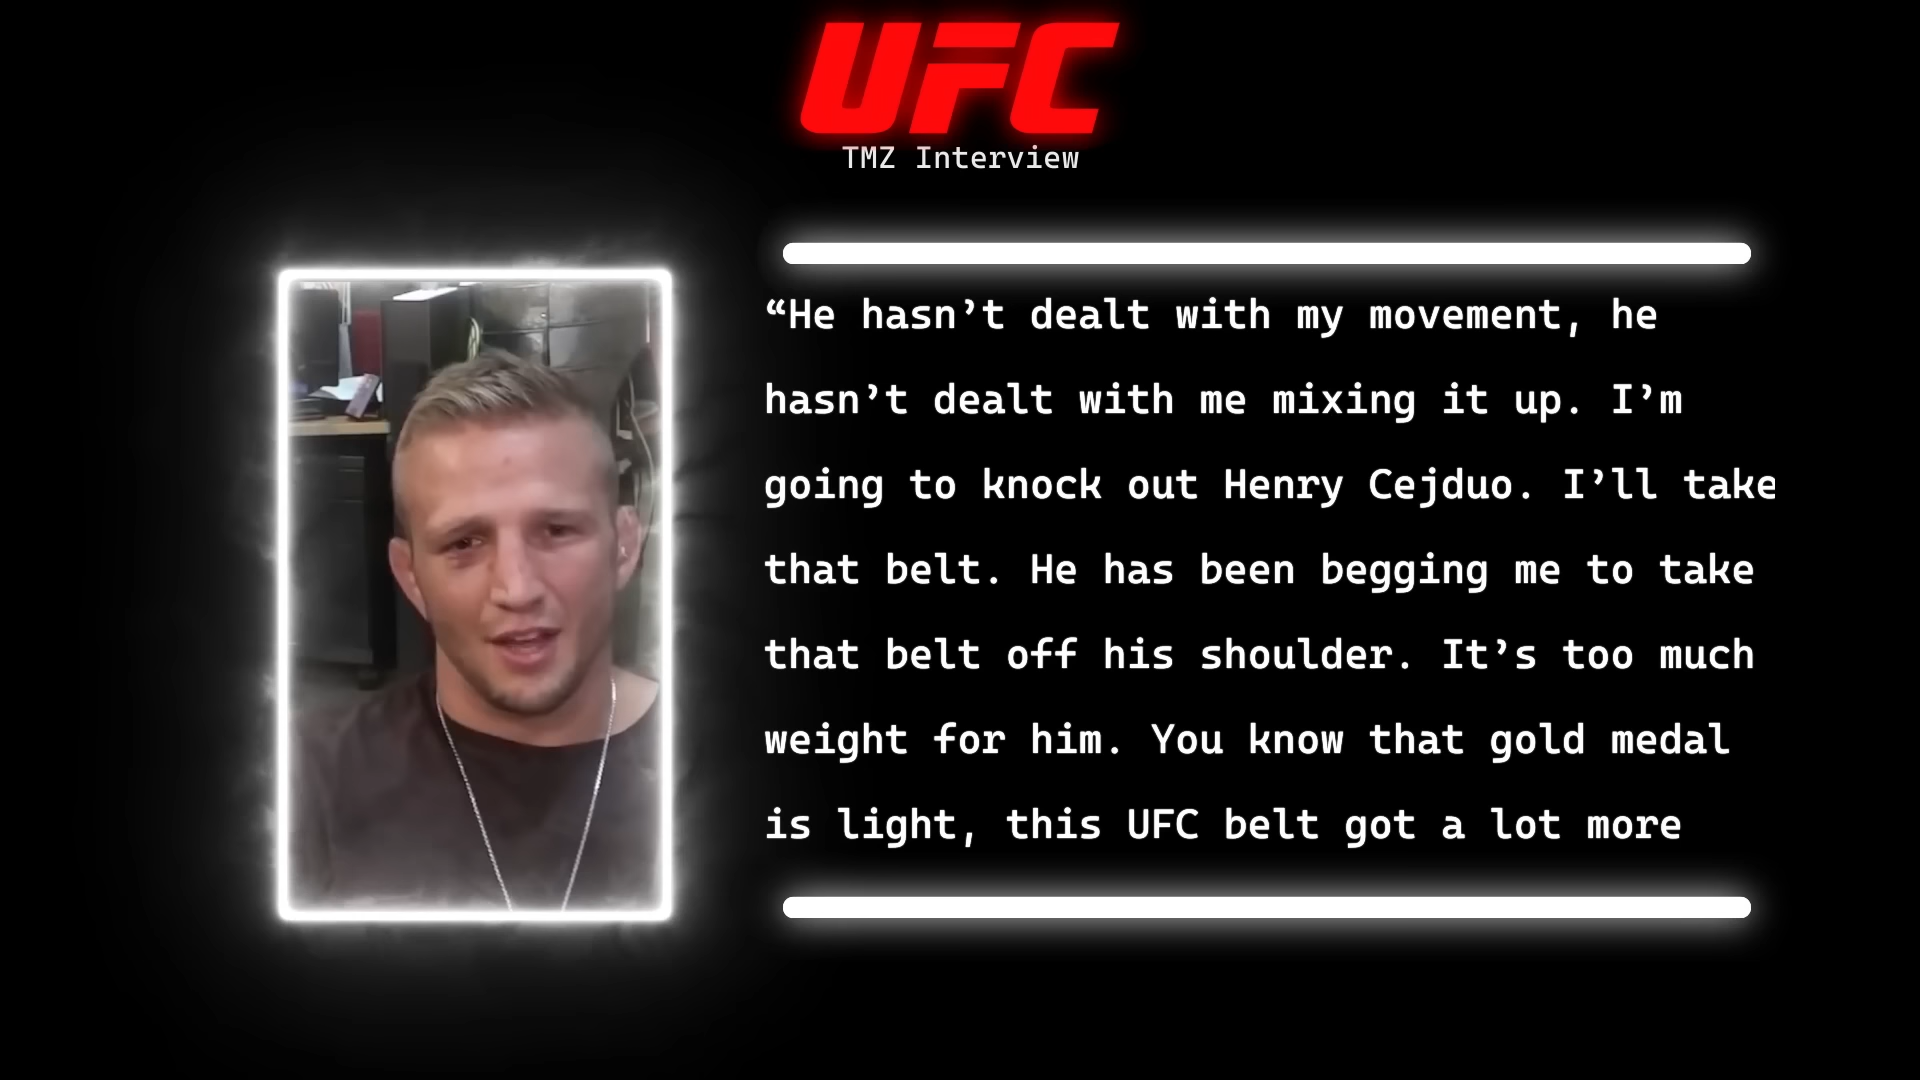 UFC
TMZ Interview
“He hasn’t dealt with my movement, he
hasn’t dealt with me mixing it up. I’m
going to knock out Henry Cejduo. I’ll take
that belt. He has been begging me to take
that belt off his shoulder. It’s too much
weight for him. You know that gold medal
is light, this UFC belt got a lot more